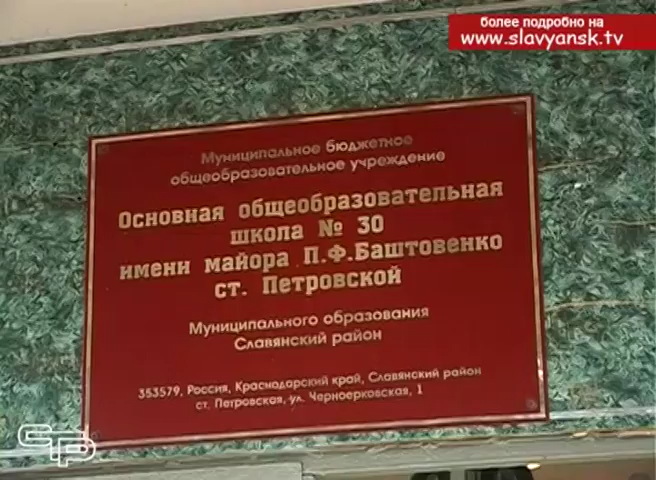 более подробно на
www.slavyansk.tv
Муниципальное бюджетное
общеобразовательное учреждение
Основная общеобразовательная
школа № 30
имени майора П.Ф.Баштовенко
ст. Петровской
Муниципального образования
Славянский район
353579, Россия, Краснодарский край, Славянский район
ст. Петровская, ул. Черноерковская, 1
СТР